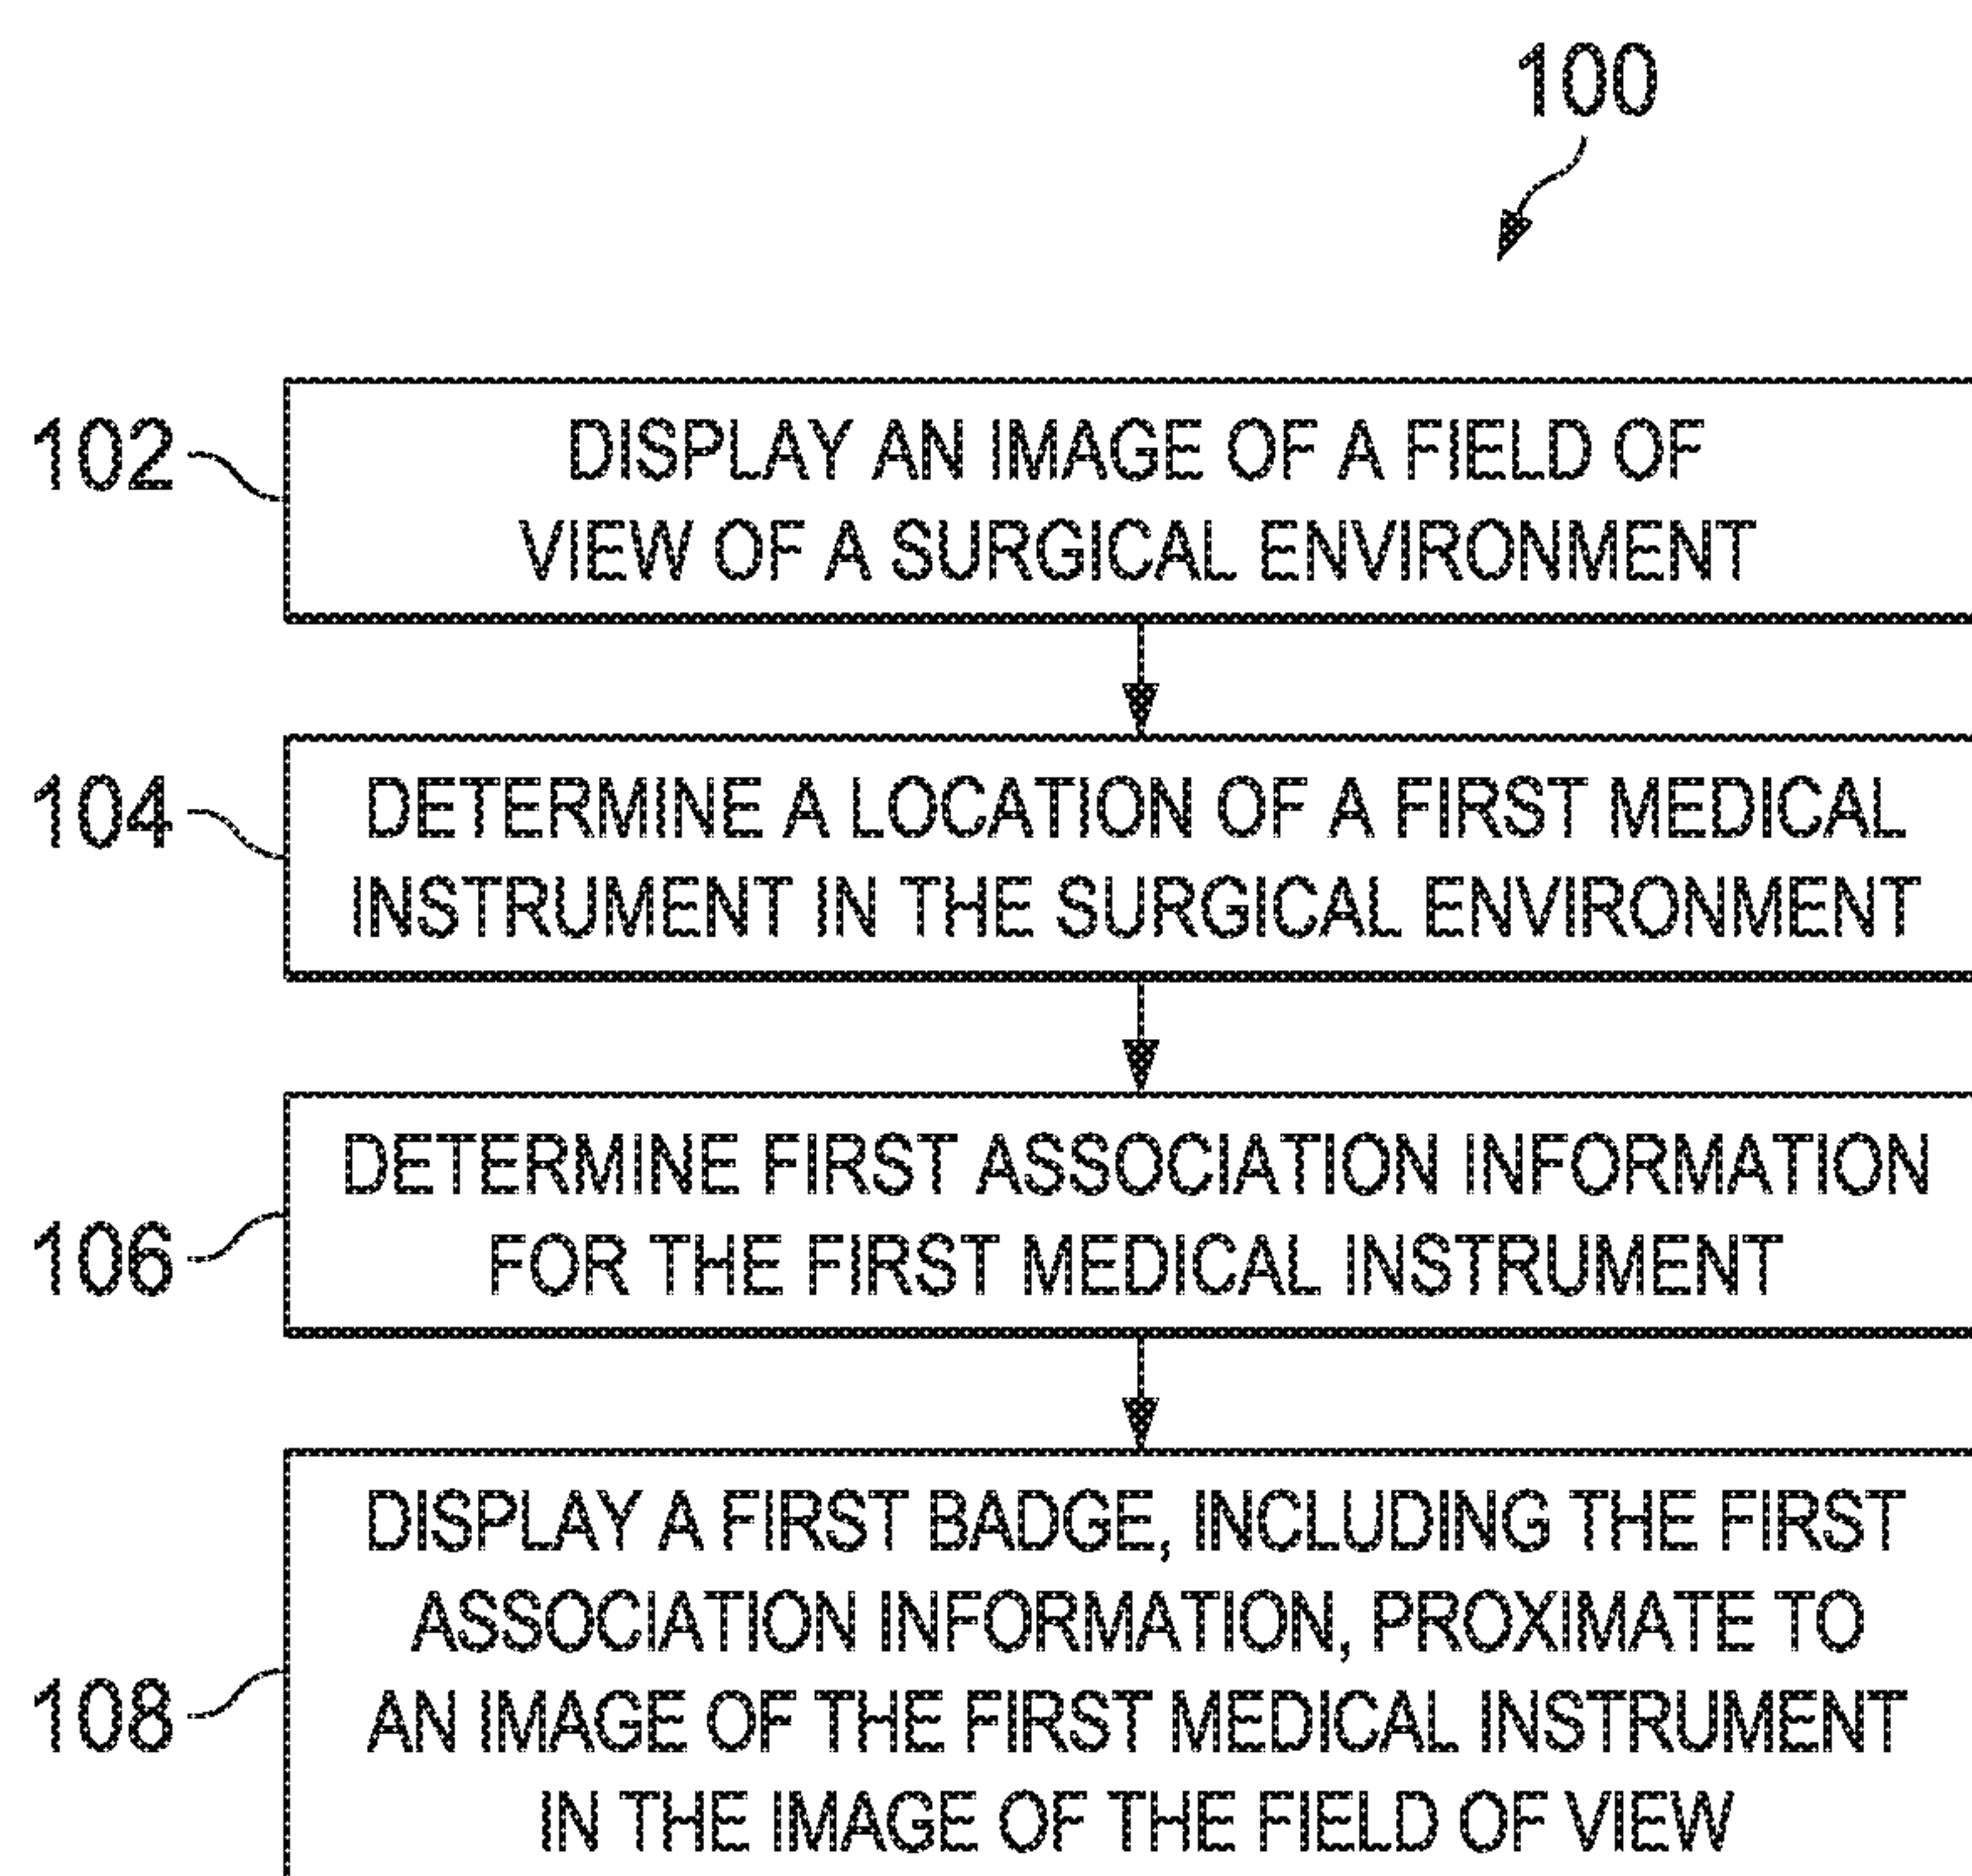 100
102
DISPLAY AN IMAGE OF A FIELD OF
VIEW OF A SURGICAL ENVIRONMENT
104
DETERMINE A LOCATION OF A FIRST MEDICAL
INSTRUMENT IN THE SURGICAL ENVIRONMENT
106
DETERMINE FIRST ASSOCIATION INFORMATION
FOR THE FIRST MEDICAL INSTRUMENT
108
DISPLAY A FIRST BADGE, INCLUDING THE FIRST
ASSOCIATION INFORMATION, PROXIMATE TO
AN IMAGE OF THE FIRST MEDICAL INSTRUMENT
IN THE IMAGE OF THE FIELD OF VIEW